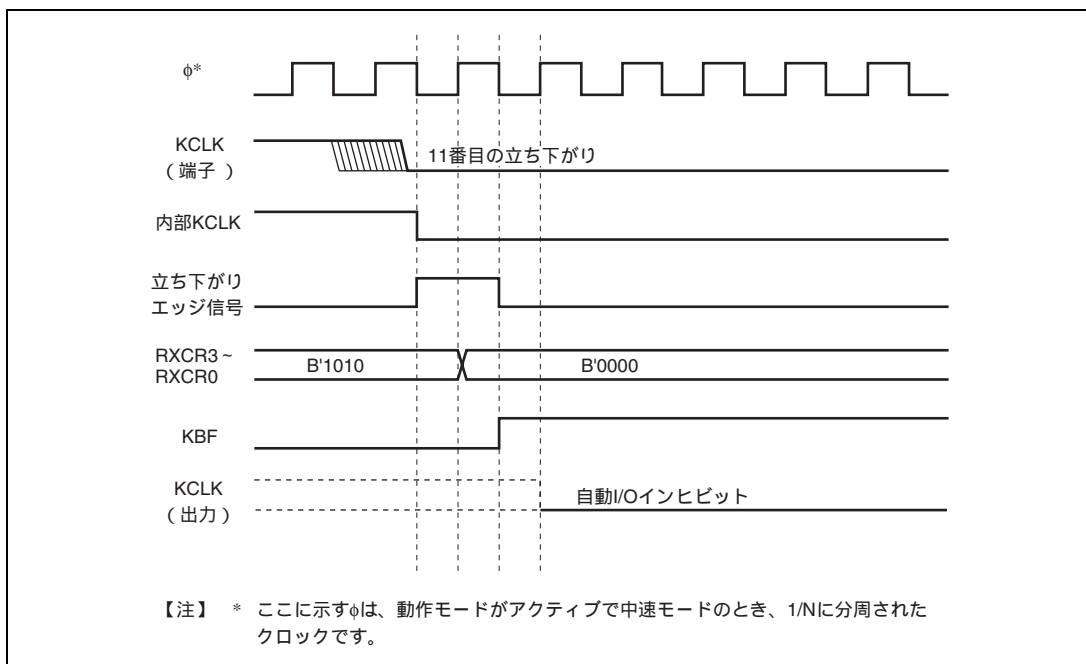 φ*
KCLK
（端子 ）
11番目の立ち下がり
内部KCLK
立ち下がり
エッジ信号
RXCR3～
RXCR0
B'1010
B'0000
KBF
KCLK
（出力）
自動I/Oインヒビット
【注】 * ここに示すφは、動作モードがアクティブで中速モードのとき、1/Nに分周された
クロックです。